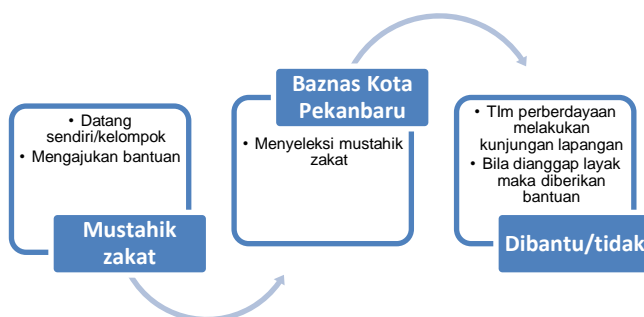 • Datang
sendiri/kelompok
• Mengajukan bantuan
Mustahik
zakat
Baznas Kota
Pekanbaru
• Menyeleksi mustahik
zakat
• TIm perberdayaan
melakukan
kunjungan lapangan
• Bila dianggap layak
maka diberikan
bantuan
Dibantu/tidak